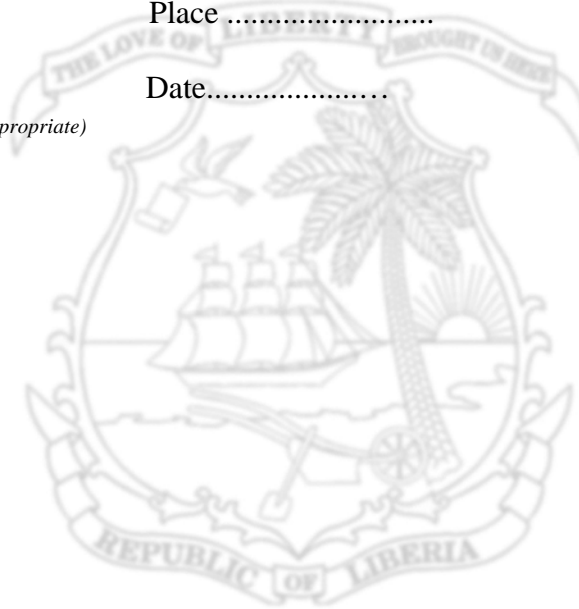 Place ..........................
THE LOVE OF LIBERTY BROUGHT US HERE
Date......................
propriate)
REPUBLIC OF LIBERIA